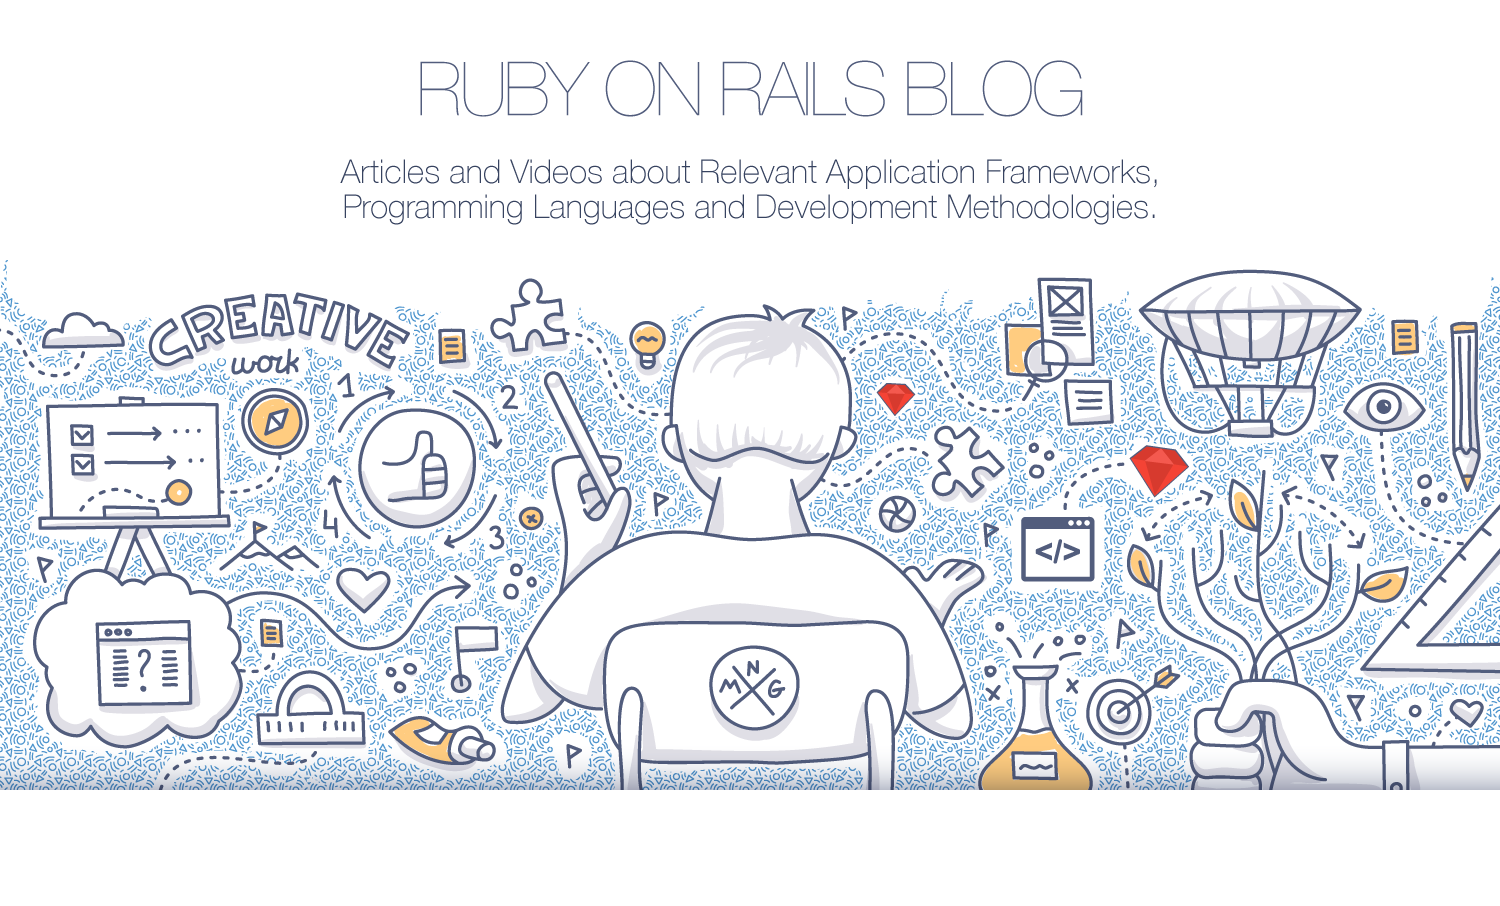 RUBY ON RAILS BLOG
Articles and Videos about Relevant Application Frameworks,
Programming Languages and Development Methodologies.
CREATIVE
work
1
2
3
4
?
</>
M N G